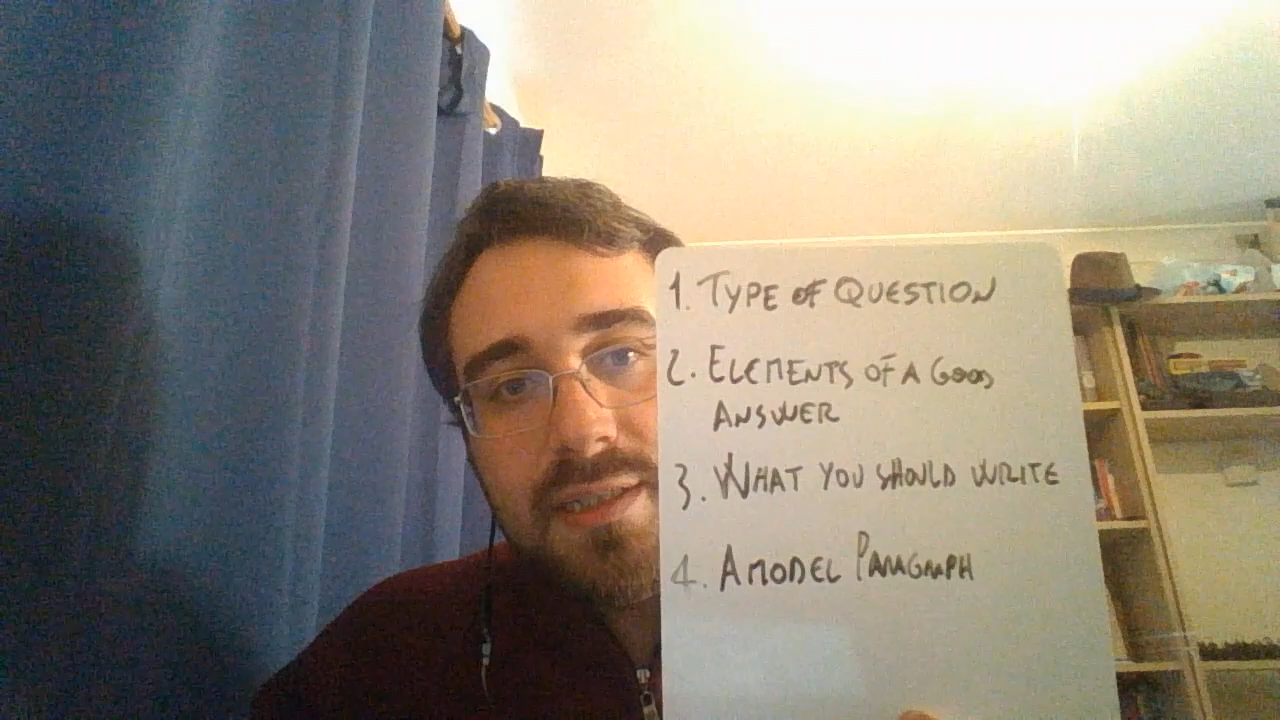 1. TYPE OF QUESTION
2. ELEMENTS OF A GOOD
ANSWER
3. WHAT YOU SHOULD WRITE
4. A MODEL PARAGRAPH